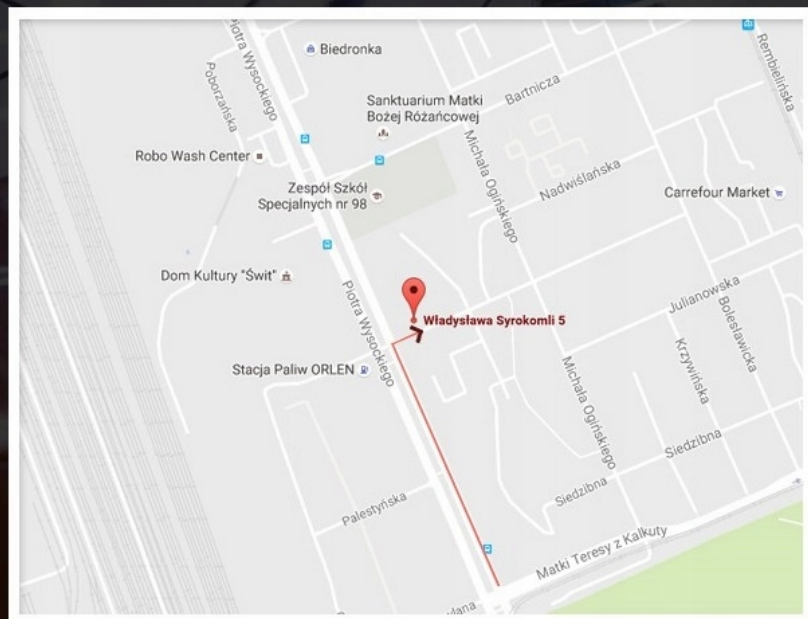 Piotra Wysockiego
Biedronka
Poborzańska
Rembielińska
Sanktuarium Matki
Bożej Różańcowej
Bartnicza
Robo Wash Center
Zespół Szkół
Specjalnych nr 98
Michała Ogińskiego
Nadwiślańska
Carrefour Market
Dom Kultury "Świt"
Piotra Wysockiego
Władysława Syrokomli 5
Julianowska
Bolesławicka
Krzywińska
Stacja Paliw ORLEN
Michała Ogińskiego
Siedzibna
Siedzibna
Palestyńska
Matki Teresy z Kalkuty